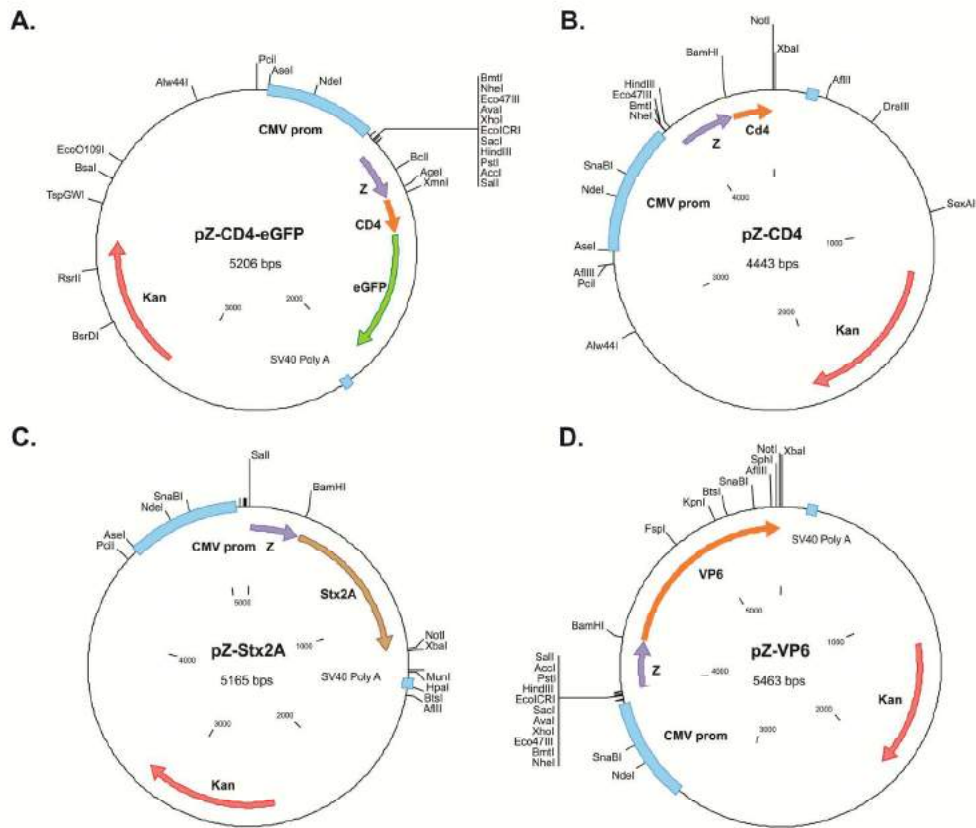 A.
PciI
AseI
NdeI
Alw44I
CMV prom
BmtI
NheI
Eco47III
AvaI
XhoI
EcoICRI
SacI
HindIII
PstI
AccI
SalI
EcoO109I
BsaI
TspGWI
BclI
AgeI
XmnI
Z
CD4
pZ-CD4-eGFP
5206 bps
eGFP
RsrII
Kan
3000
2000
BsrDI
SV40 Poly A
B.
NotI
XbaI
BamHI
HindIII
Eco47III
BmtI
NheI
AflII
DraIII
Cd4
Z
SnaBI
NdeI
CMV prom
4000
pZ-CD4
4443 bps
SexAI
1000
AseI
AflIII
PciI
3000
2000
Kan
Alw44I
C.
SalI
SnaBI
NdeI
AseI
PciI
BamHI
CMV prom
Z
Stx2A
5000
1000
4000
pZ-Stx2A
5165 bps
NotI
XbaI
SV40 Poly A
MunI
HpaI
BtsI
AflII
3000
2000
Kan
D.
NotI
SphI
AflIII
SnaBI
BtsI
KpnI
XbaI
FspI
SV40 Poly A
VP6
5000
BamHI
1000
pZ-VP6
5463 bps
Z
4000
SalI
AccI
PstI
HindIII
EcoICRI
SacI
AvaI
XhoI
Eco47III
BmtI
NheI
Kan
2000
3000
CMV prom
SnaBI
NdeI